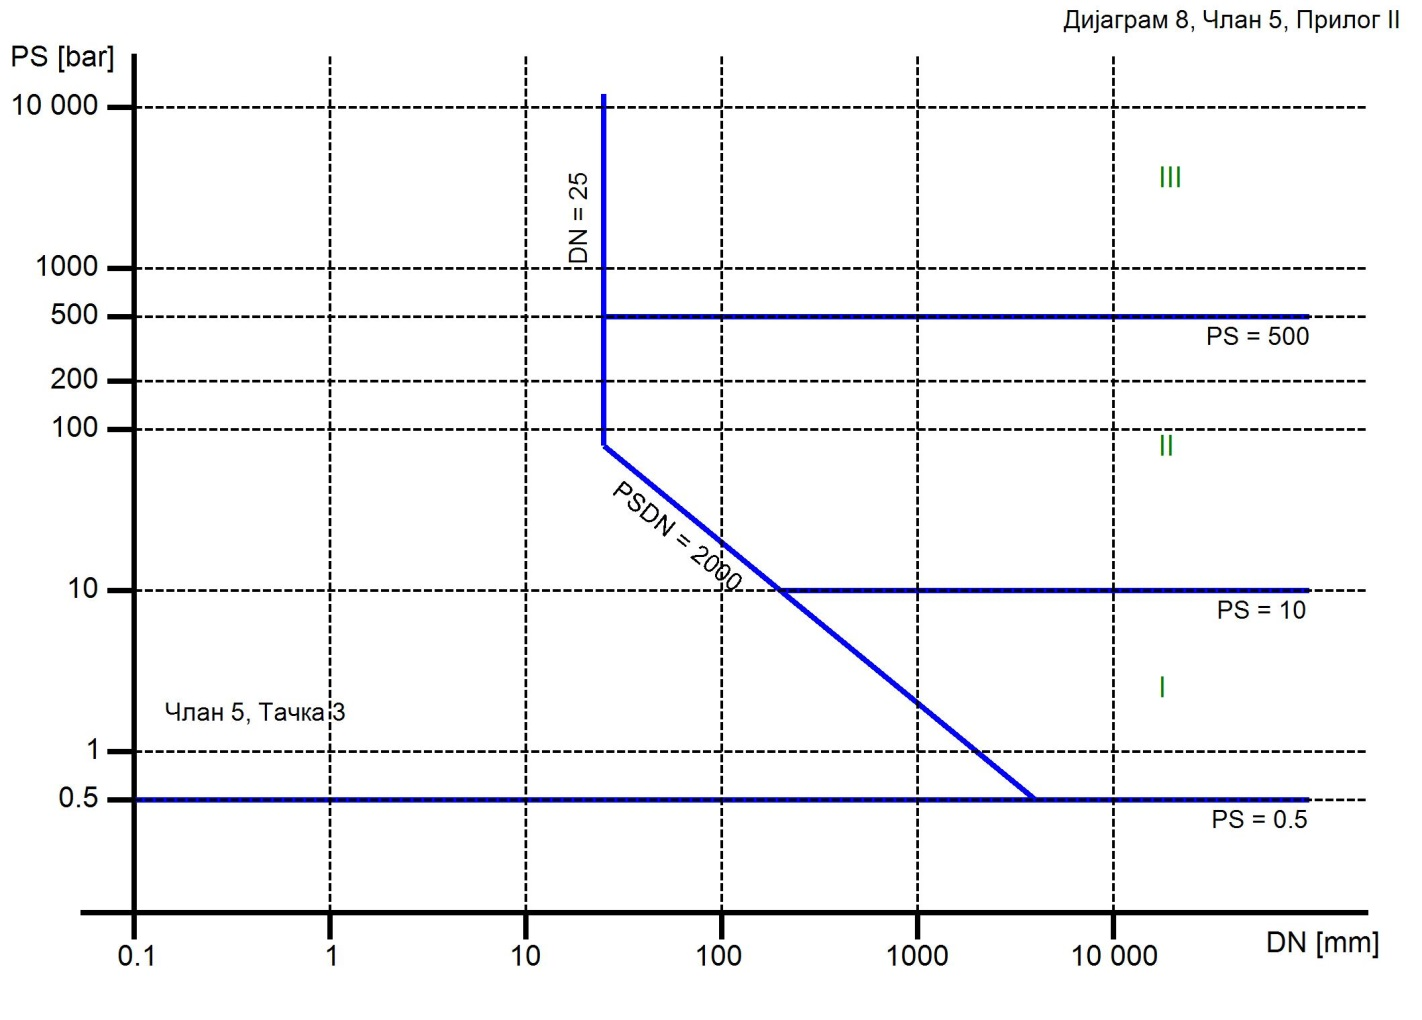 Дијаграм 8, Члан 5, Прилог II
PS [bar]
10 000
III
DN = 25
1000
500
PS = 500
200
100
II
PSDN = 2000
10
PS = 10
I
Члан 5, Тачка 3
1
0.5
PS = 0.5
0.1 1 10 100 1000 10 000 DN [mm]